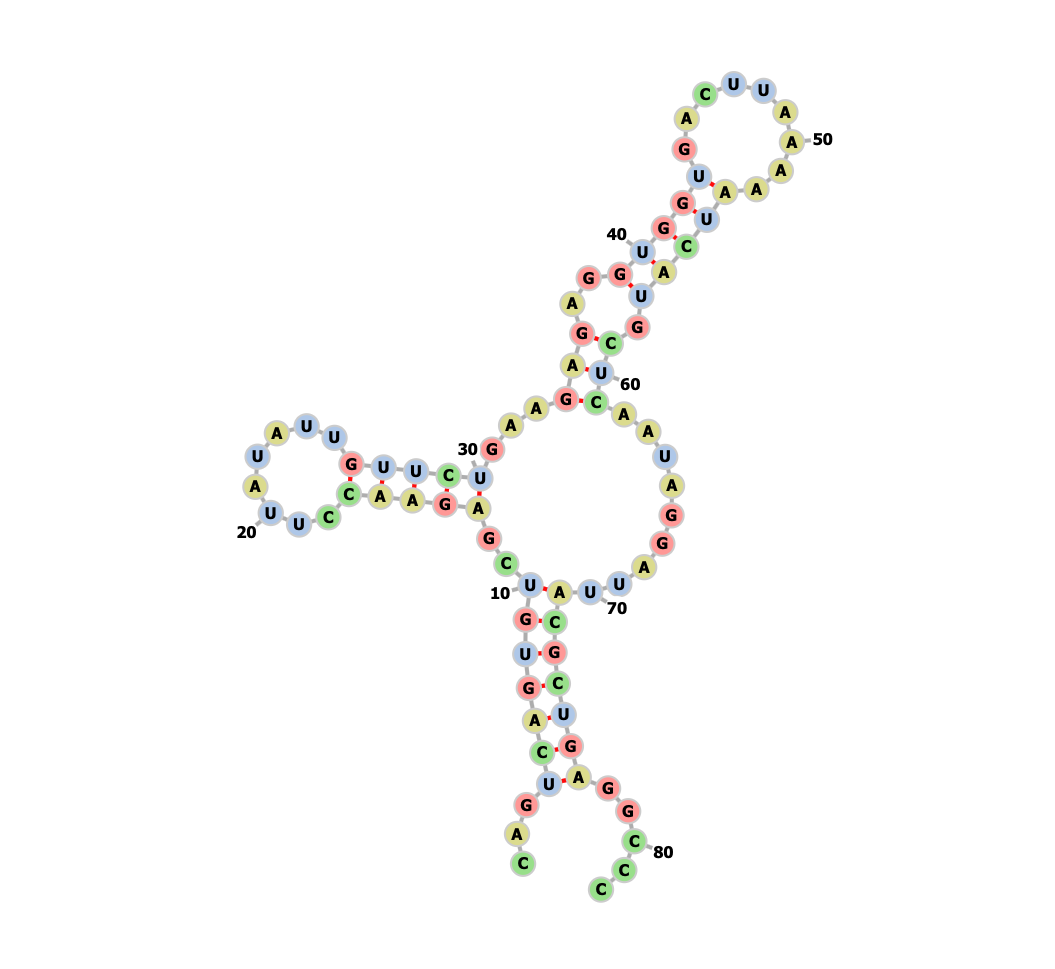 C A G U C A G U G U
10
C G A G A A C C U U
20
A U A U U G U U C U
30
G A A G A G A G G U
40
G G U G A C U U A A
50
A A A U C A U G C U
60
C A A U A G G A U U
70
A C G C U G A G G C
80
C C